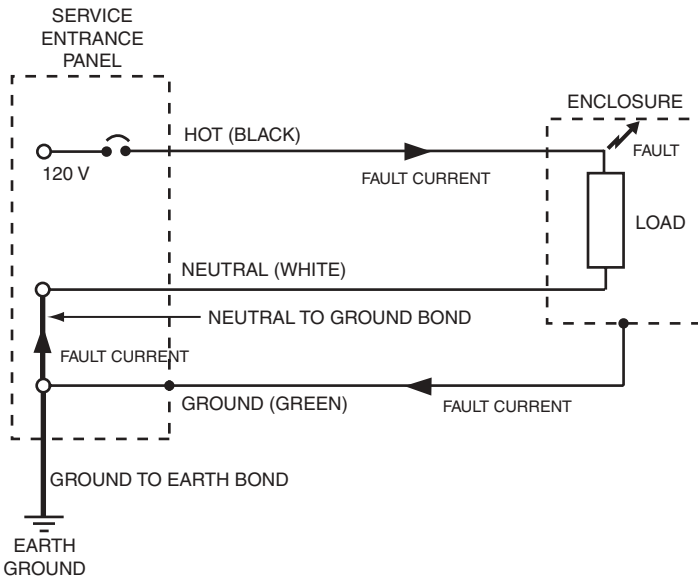 SERVICE
ENTRANCE
PANEL
ENCLOSURE
HOT (BLACK)
FAULT
120 V
FAULT CURRENT
LOAD
NEUTRAL (WHITE)
NEUTRAL TO GROUND BOND
FAULT CURRENT
GROUND (GREEN)
FAULT CURRENT
GROUND TO EARTH BOND
EARTH
GROUND